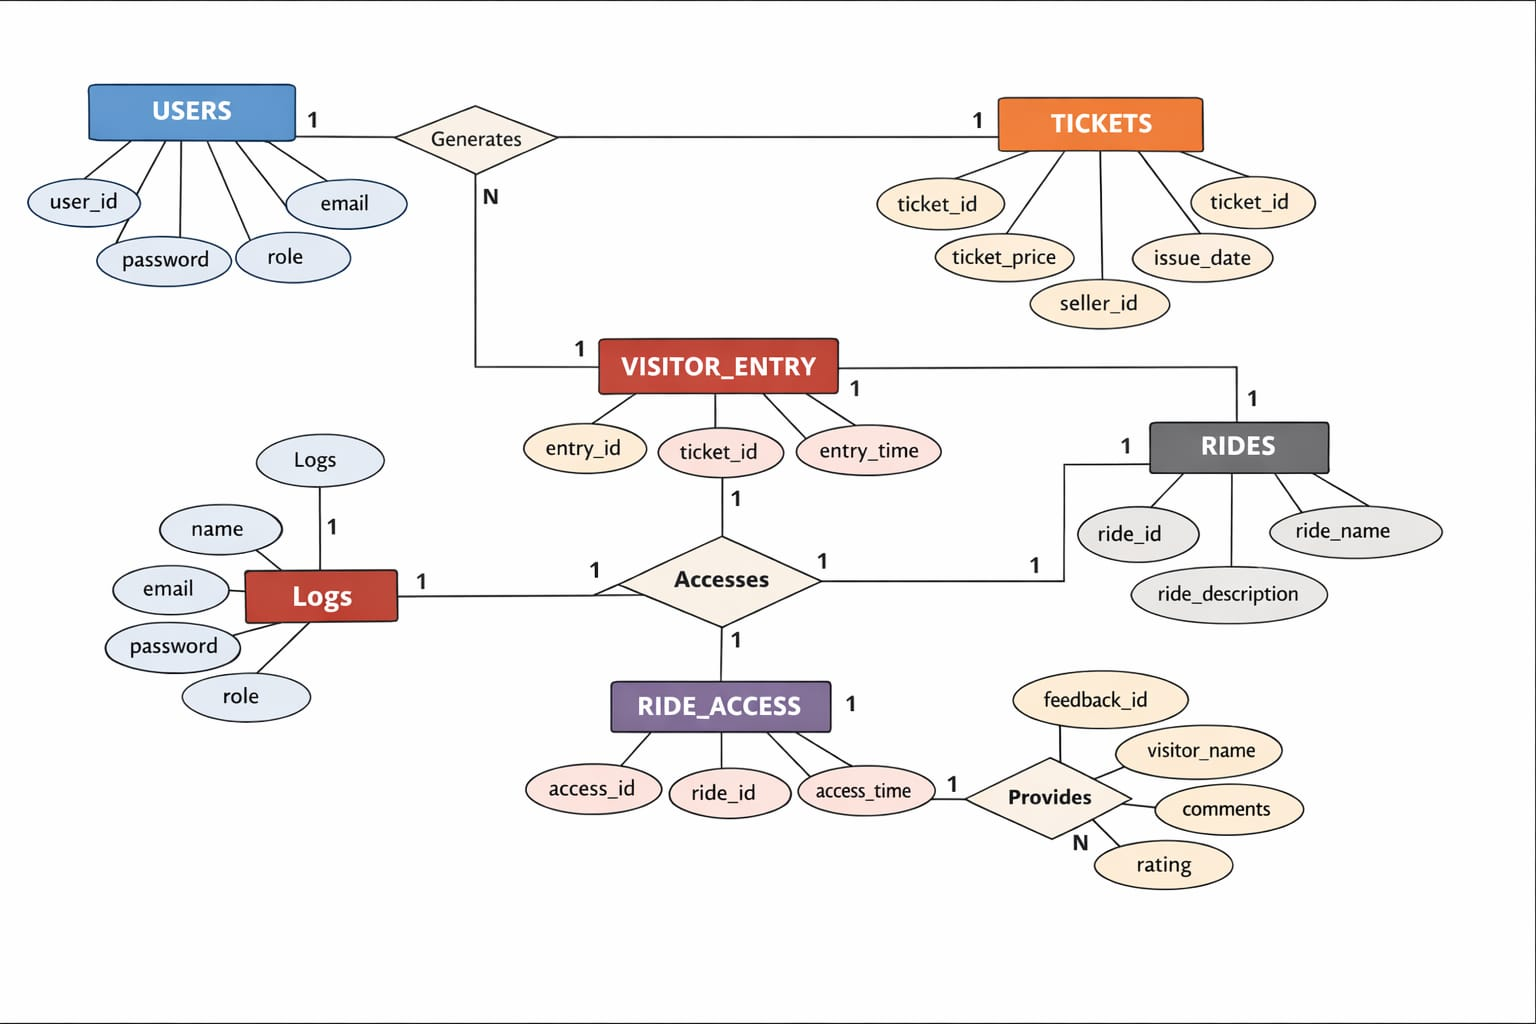 USERS
1
Generates
1
TICKETS
N
user_id
email
password
role
ticket_id
ticket_id
ticket_price
issue_date
seller_id
1
VISITOR_ENTRY
1
1
entry_id
ticket_id
entry_time
1
RIDES
1
ride_id
ride_name
ride_description
Logs
1
name
email
Logs
password
role
1
1
Accesses
1
1
1
RIDE_ACCESS
1
access_id
ride_id
access_time
1
Provides
N
feedback_id
visitor_name
comments
rating